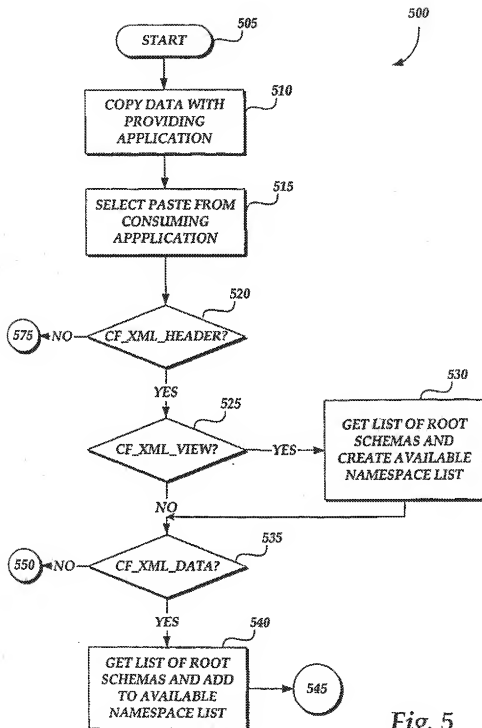 500
START
505
COPY DATA WITH
PROVIDING
APPLICATION
510
SELECT PASTE FROM
CONSUMING
APPPLICATION
515
CF_XML_HEADER?
520
NO
575
YES
CF_XML_VIEW?
525
YES
GET LIST OF ROOT
SCHEMAS AND
CREATE AVAILABLE
NAMESPACE LIST
530
NO
CF_XML_DATA?
535
NO
550
YES
GET LIST OF ROOT
SCHEMAS AND ADD
TO AVAILABLE
NAMESPACE LIST
540
545
Fig. 5